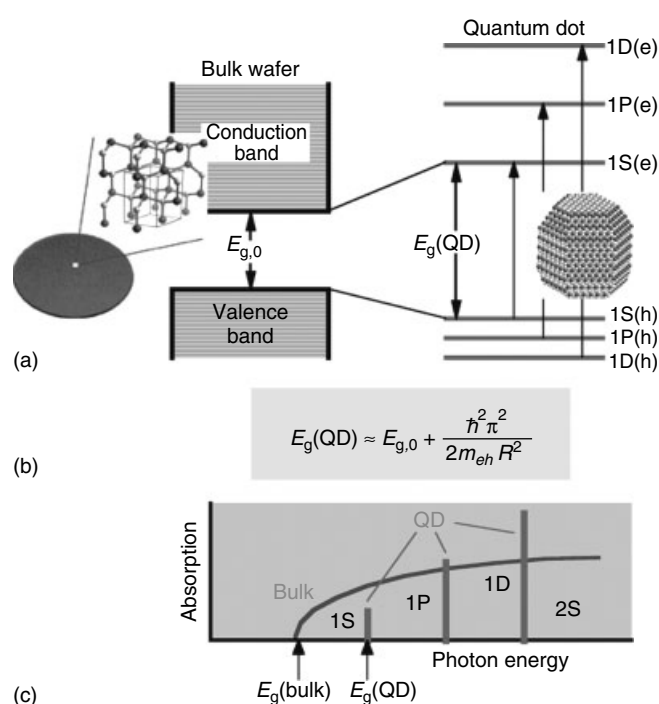 Quantum dot
1D(e)
Bulk wafer
1P(e)
Conduction
band
1S(e)
E_g,0
E_g(QD)
Valence
band
1S(h)
1P(h)
1D(h)
(a)
E_g(QD) ≈ E_g,0 + ℏ²π² / 2m_eh R²
(b)
Absorption
QD
Bulk
1S
1P
1D
2S
Photon energy
E_g(bulk) E_g(QD)
(c)